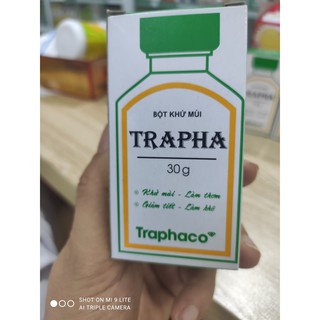 BỘT KHỬ MÙI
TRAPHA
30g
Khử mùi - Làm thơm
Giảm tiết - Làm khô
Traphaco
SHOT ON MI 9 LITE
AI TRIPLE CAMERA